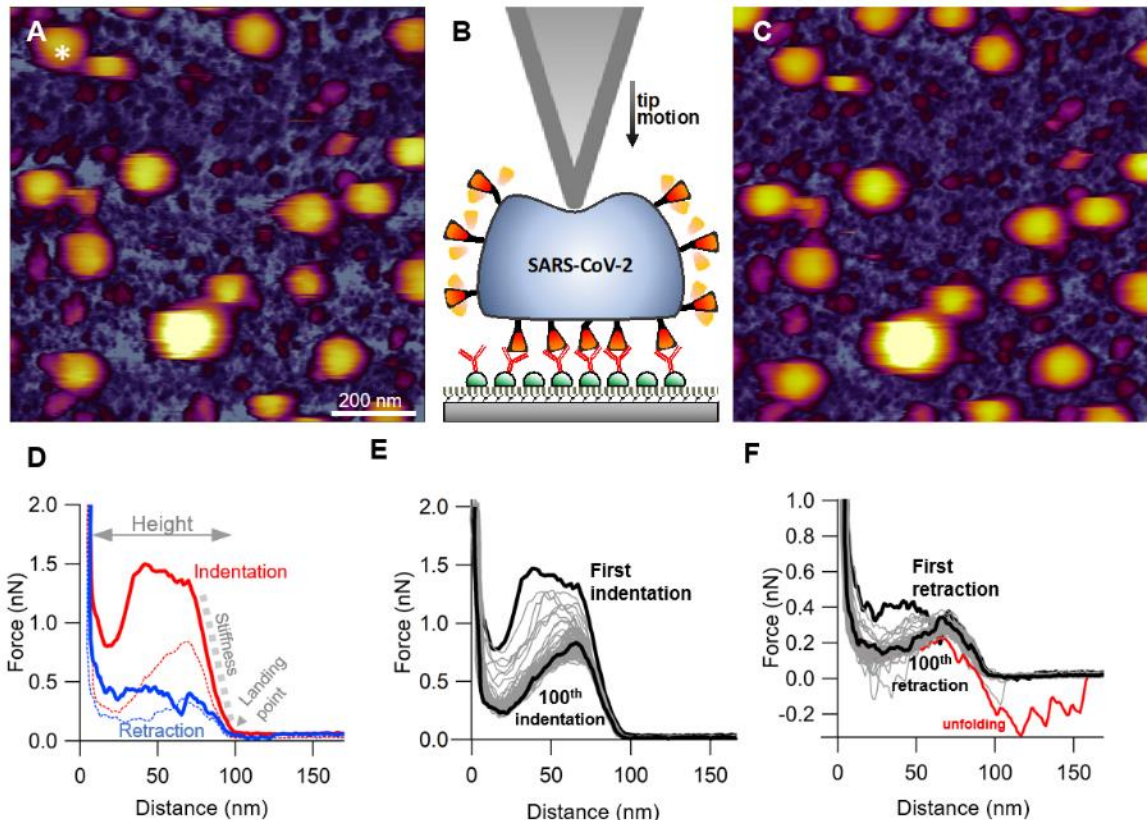 A
*
200 nm
B
tip
motion
SARS-CoV-2
C
D
2.0
1.5
1.0
0.5
0.0
Force (nN)
Height
Indentation
Stiffness
Landing
point
Retraction
0
50
100
150
Distance (nm)
E
2.0
1.5
1.0
0.5
0.0
Force (nN)
First
indentation
100th
indentation
0
50
100
150
Distance (nm)
F
1.0
0.8
0.6
0.4
0.2
0.0
-0.2
Force (nN)
First
retraction
100th
retraction
unfolding
0
50
100
150
Distance (nm)